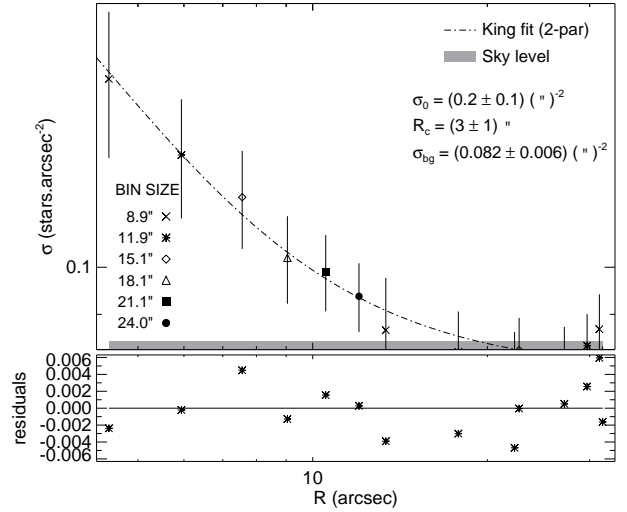 King fit (2-par)
Sky level
σ0 = (0.2 ± 0.1) ( " )-2
Rc = (3 ± 1) "
σbg = (0.082 ± 0.006) ( " )-2
σ (stars.arcsec-2)
BIN SIZE
8.9"
11.9"
15.1"
18.1"
21.1"
24.0"
0.1
residuals
0.006
0.004
0.002
0.000
-0.002
-0.004
-0.006
10
R (arcsec)